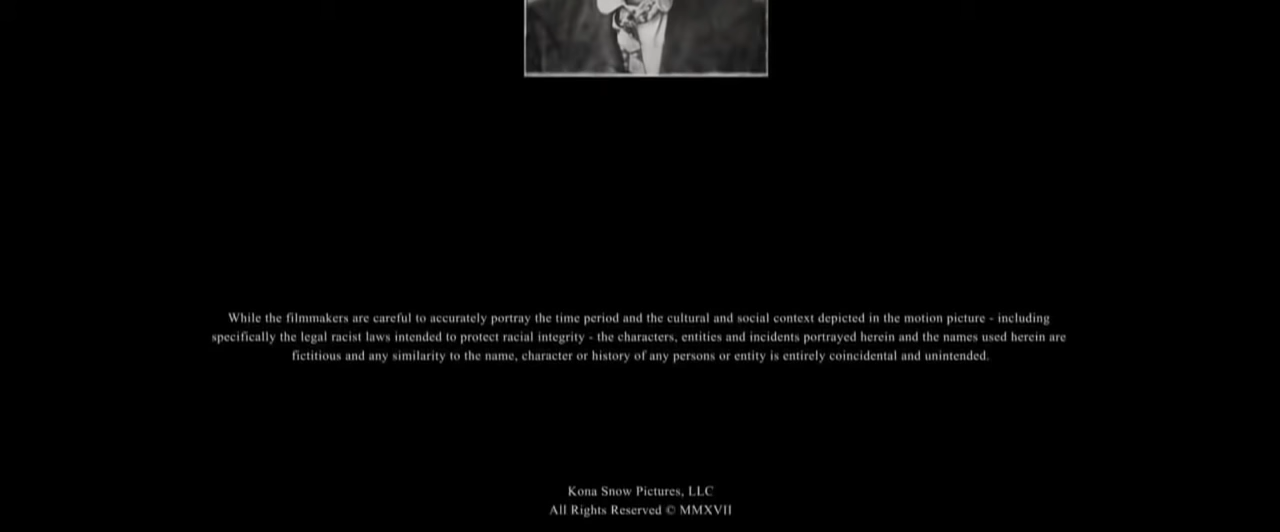 While the filmmakers are careful to accurately portray the time period and the cultural and social context depicted in the motion picture - including
specifically the legal racist laws intended to protect racial integrity - the characters, entities and incidents portrayed herein and the names used herein are
fictitious and any similarity to the name, character or history of any persons or entity is entirely coincidental and unintended.
Kona Snow Pictures, LLC
All Rights Reserved © MMXVII